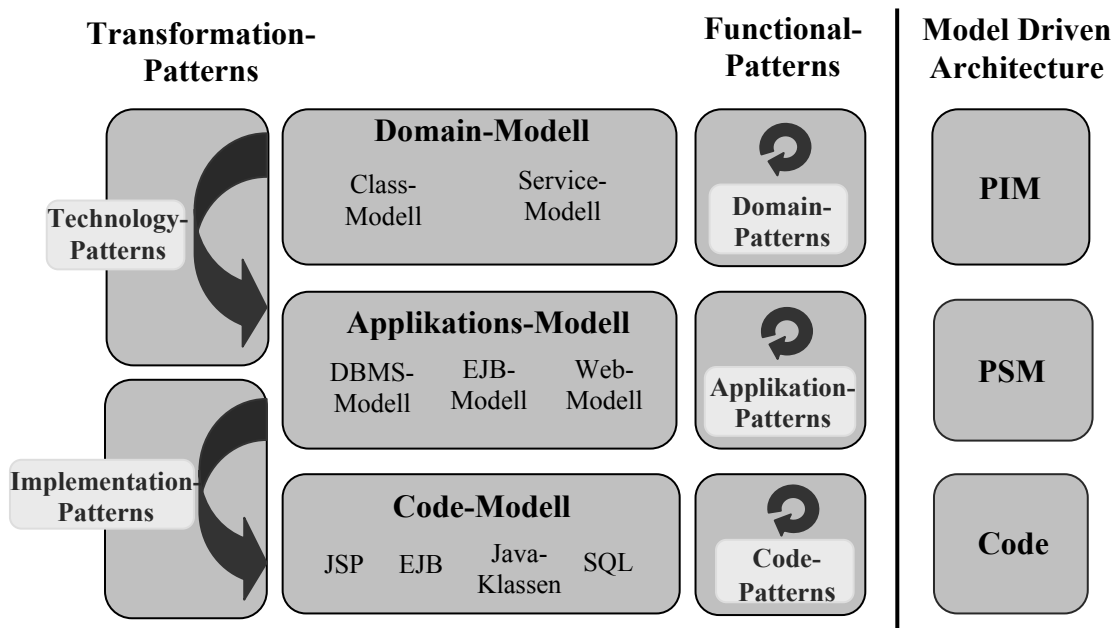 Transformation-
Patterns
Functional-
Patterns
Model Driven
Architecture
Technology-
Patterns
Domain-Modell
Class-
Modell
Service-
Modell
Domain-
Patterns
PIM
Applikations-Modell
DBMS-
Modell
EJB-
Modell
Web-
Modell
Applikation-
Patterns
PSM
Implementation-
Patterns
Code-Modell
JSP
EJB
Java-
Klassen
SQL
Code-
Patterns
Code